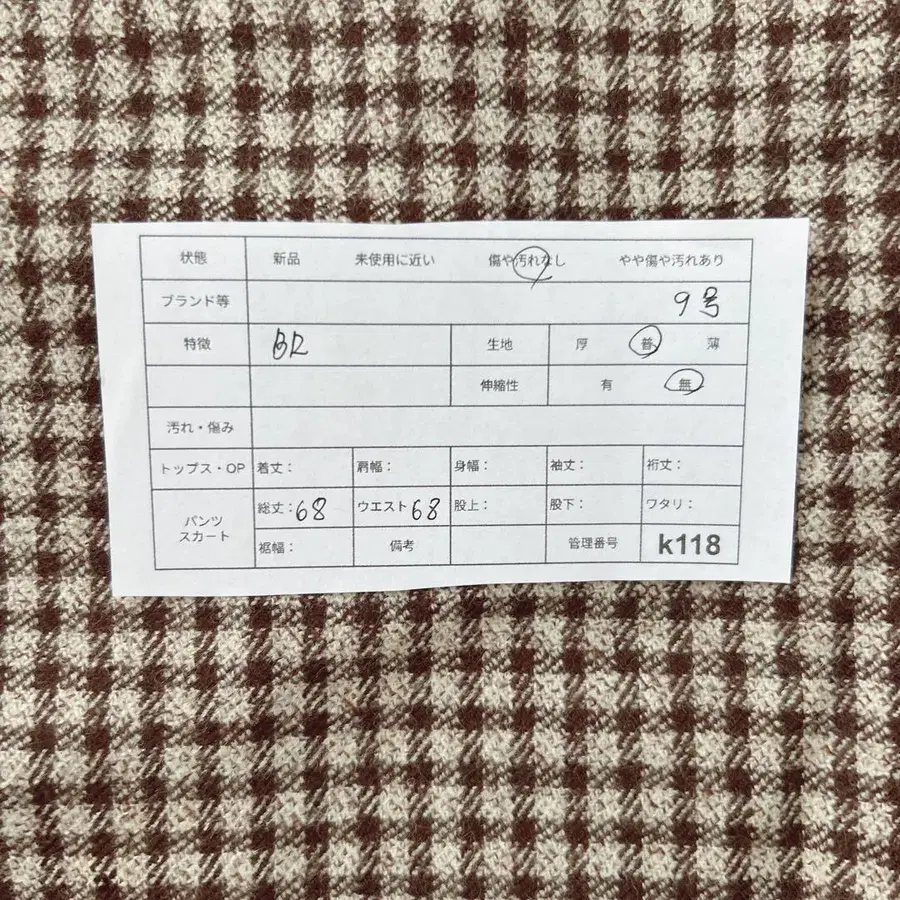 状態 新品 未使用に近い 傷や汚れなし やや傷や汚れあり
ブランド等 9号
特徴 BR 生地 厚 普 薄
伸縮性 有 無
汚れ・傷み
トップス・OP 着丈： 肩幅： 身幅： 袖丈： 裄丈：
パンツ スカート 総丈：68 ウエスト68 股上： 股下： ワタリ：
裾幅： 備考 管理番号 k118